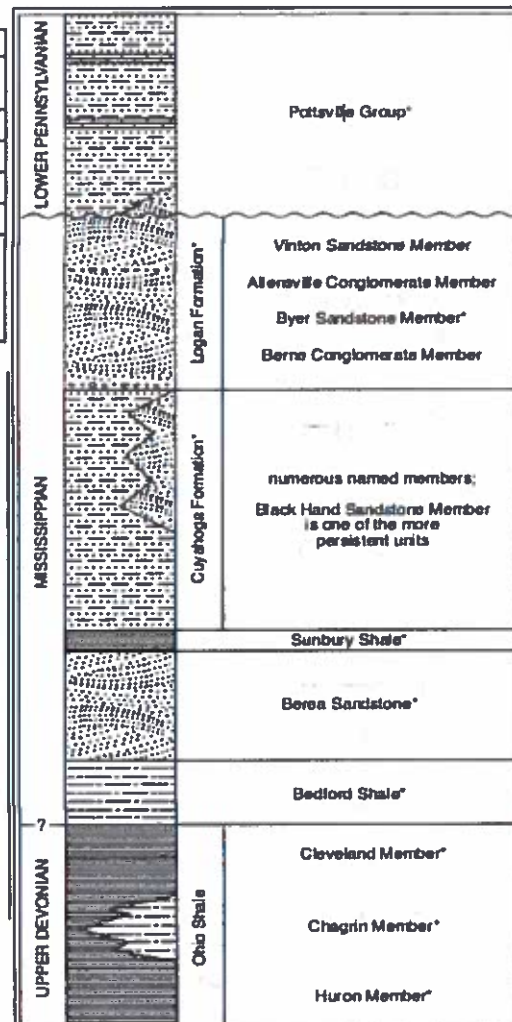 LOWER PENNSYLVANIAN
Pottsville Group*
MISSISSIPPIAN
Logan Formation*
Vinton Sandstone Member
Allensville Conglomerate Member
Byer Sandstone Member*
Berne Conglomerate Member
Cuyahoga Formation*
numerous named members;
Black Hand Sandstone Member
is one of the more
persistent units
Sunbury Shale*
Berea Sandstone*
Bedford Shale*
?
UPPER DEVONIAN
Ohio Shale
Cleveland Member*
Chagrin Member*
Huron Member*